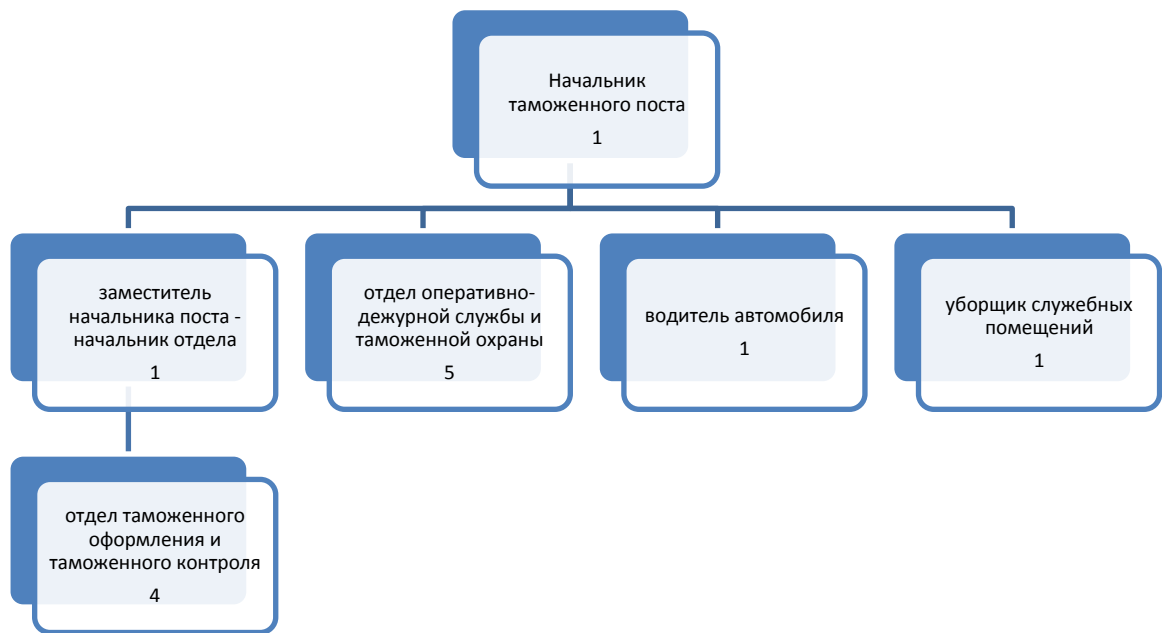 Начальник
таможенного поста
1
заместитель
начальника поста -
начальник отдела
1
отдел оперативно-
дежурной службы и
таможенной охраны
5
водитель автомобиля
1
уборщик служебных
помещений
1
отдел таможенного
оформления и
таможенного контроля
4